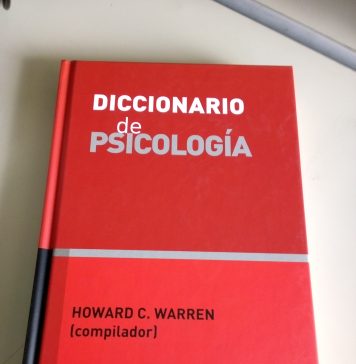 DICCIONARIO
de
PSICOLOGÍA
HOWARD C. WARREN
(compilador)